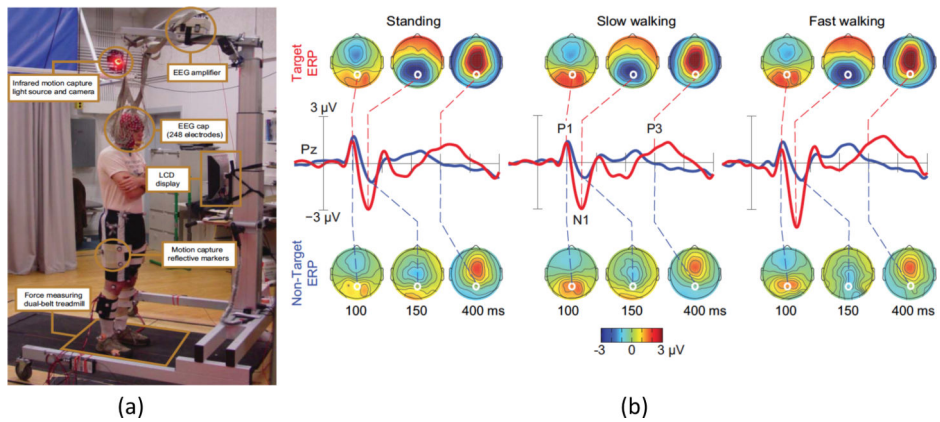 Infrared motion capture
light source and camera
EEG amplifier
EEG cap
(248 electrodes)
LCD
display
Motion capture
reflective markers
Force measuring
dual-belt treadmill
(a)
Standing
Slow walking
Fast walking
Target
ERP
3 μV
Pz
−3 μV
P1
P3
N1
Non-Target
ERP
100
150
400 ms
100
150
400 ms
100
150
400 ms
-3
0
3 μV
(b)